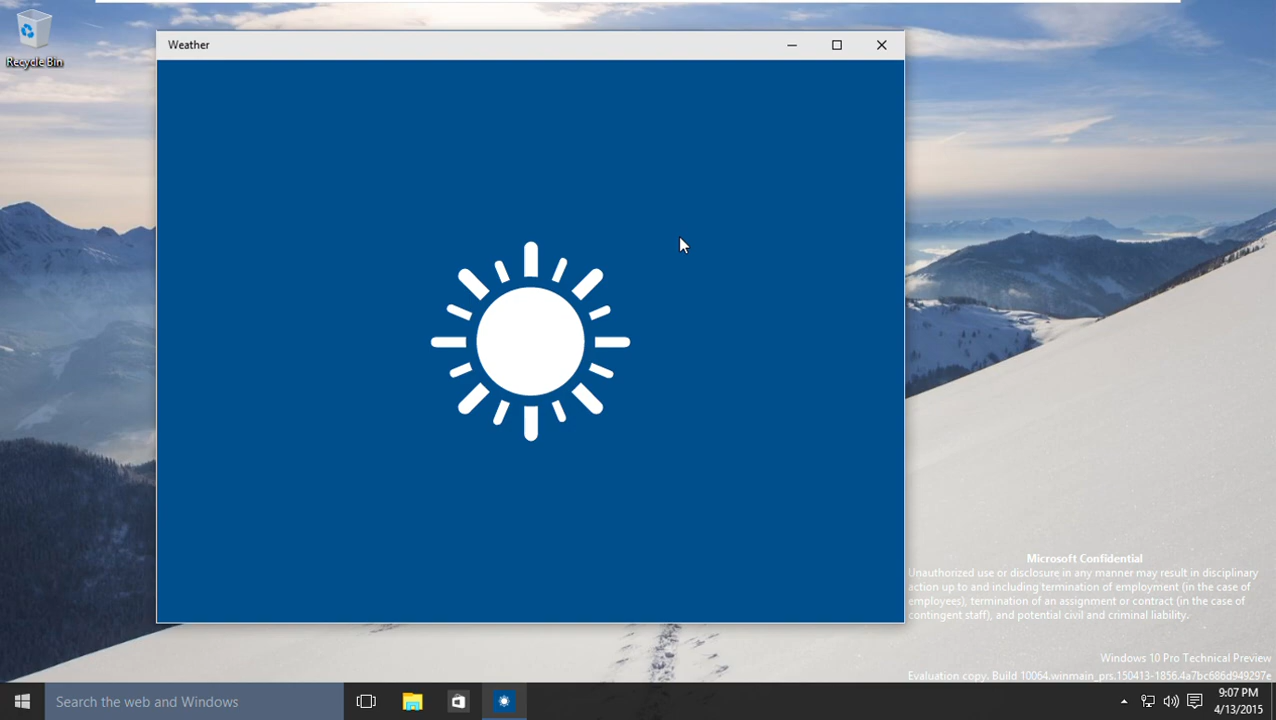 Recycle Bin
Weather
Microsoft Confidential
Unauthorized use or disclosure in any manner may result in disciplinary
action up to and including termination of employment (in the case of
employees), termination of an assignment or contract (in the case of
contingent staff), and potential civil and criminal liability.
Windows 10 Pro Technical Preview
Evaluation copy. Build 10064.winmain_prs.150413-1856.4a7bc686d949297e
Search the web and Windows
9:07 PM
4/13/2015